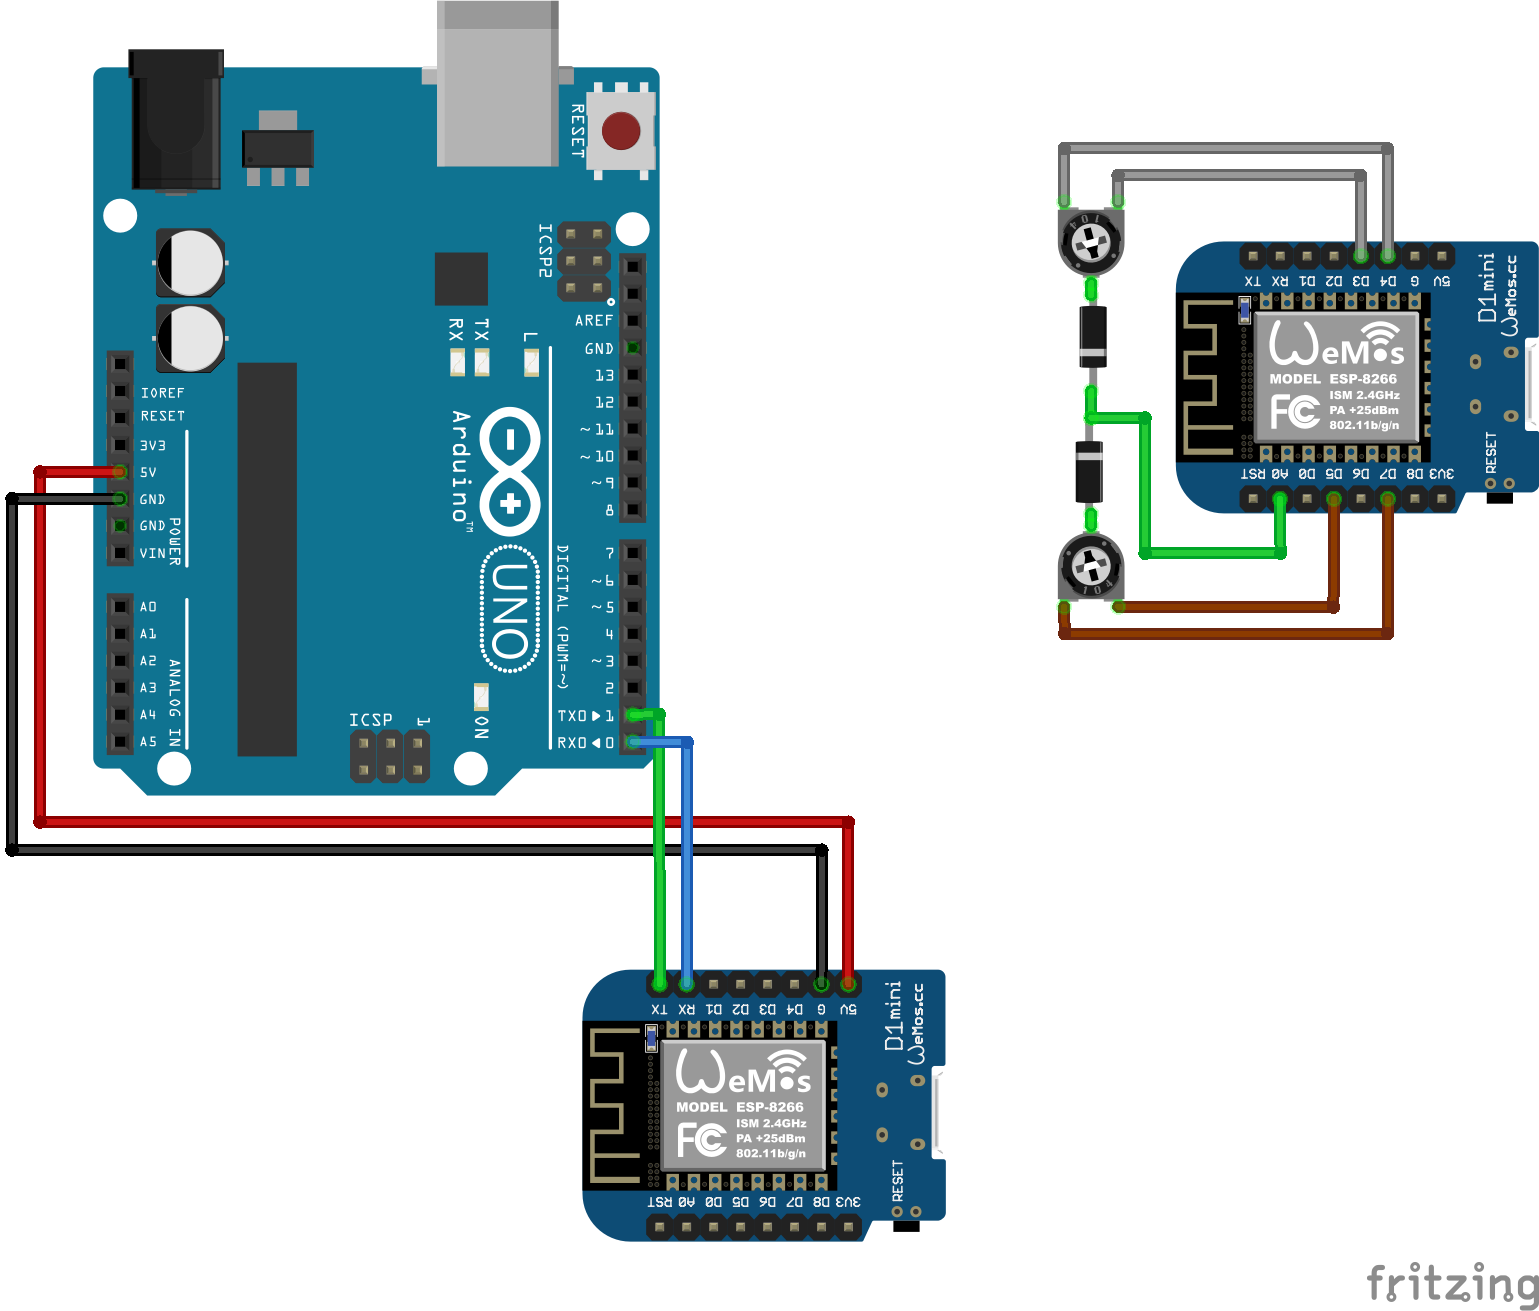 RESET
ICSP2
AREF
GND
13
12
~11
~10
~9
8
7
~6
~5
4
~3
2
TX0▶1
RX0◀0
DIGITAL (PWM=~)
RX
TX
L
Arduino™
UNO
IOREF
RESET
3V3
5V
GND
GND
VIN
POWER
A0
A1
A2
A3
A4
A5
ANALOG IN
ICSP
1
ON
104
104
TX RX D1 D2 D3 D4 G 5V
D1 mini
WeMos.cc
WeMos
MODEL ESP-8266
ISM 2.4GHz
PA +25dBm
802.11b/g/n
FC
RESET
RST A0 D0 D5 D6 D7 D8 3V3
TX RX D1 D2 D3 D4 G 5V
D1 mini
WeMos.cc
WeMos
MODEL ESP-8266
ISM 2.4GHz
PA +25dBm
802.11b/g/n
FC
RESET
RST A0 D0 D5 D6 D7 D8 3V3
fritzing